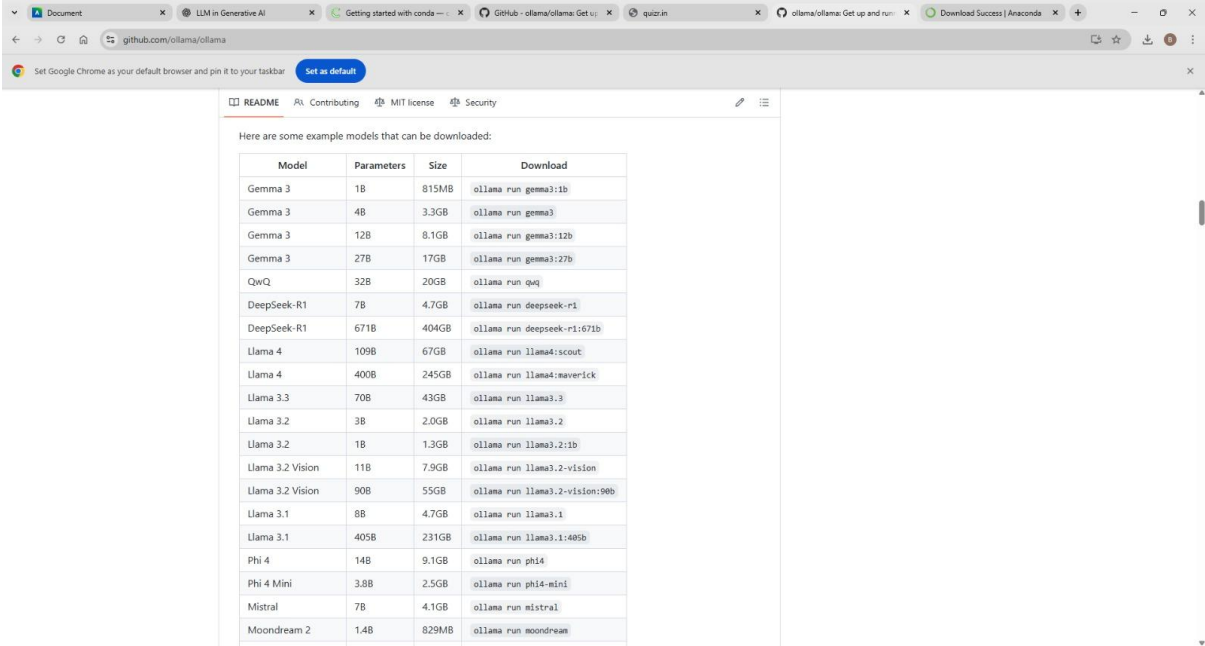 Document
LLM in Generative AI
Getting started with conda —
GitHub - ollama/ollama: Get up
quizr.in
ollama/ollama: Get up and runn
Download Success | Anaconda
github.com/ollama/ollama
B
Set Google Chrome as your default browser and pin it to your taskbar Set as default
README Contributing MIT license Security
Here are some example models that can be downloaded:
Model Parameters Size Download
Gemma 3 1B 815MB ollama run gemma3:1b
Gemma 3 4B 3.3GB ollama run gemma3
Gemma 3 12B 8.1GB ollama run gemma3:12b
Gemma 3 27B 17GB ollama run gemma3:27b
QwQ 32B 20GB ollama run qwq
DeepSeek-R1 7B 4.7GB ollama run deepseek-r1
DeepSeek-R1 671B 404GB ollama run deepseek-r1:671b
Llama 4 109B 67GB ollama run llama4:scout
Llama 4 400B 245GB ollama run llama4:maverick
Llama 3.3 70B 43GB ollama run llama3.3
Llama 3.2 3B 2.0GB ollama run llama3.2
Llama 3.2 1B 1.3GB ollama run llama3.2:1b
Llama 3.2 Vision 11B 7.9GB ollama run llama3.2-vision
Llama 3.2 Vision 90B 55GB ollama run llama3.2-vision:90b
Llama 3.1 8B 4.7GB ollama run llama3.1
Llama 3.1 405B 231GB ollama run llama3.1:405b
Phi 4 14B 9.1GB ollama run phi4
Phi 4 Mini 3.8B 2.5GB ollama run phi4-mini
Mistral 7B 4.1GB ollama run mistral
Moondream 2 1.4B 829MB ollama run moondream